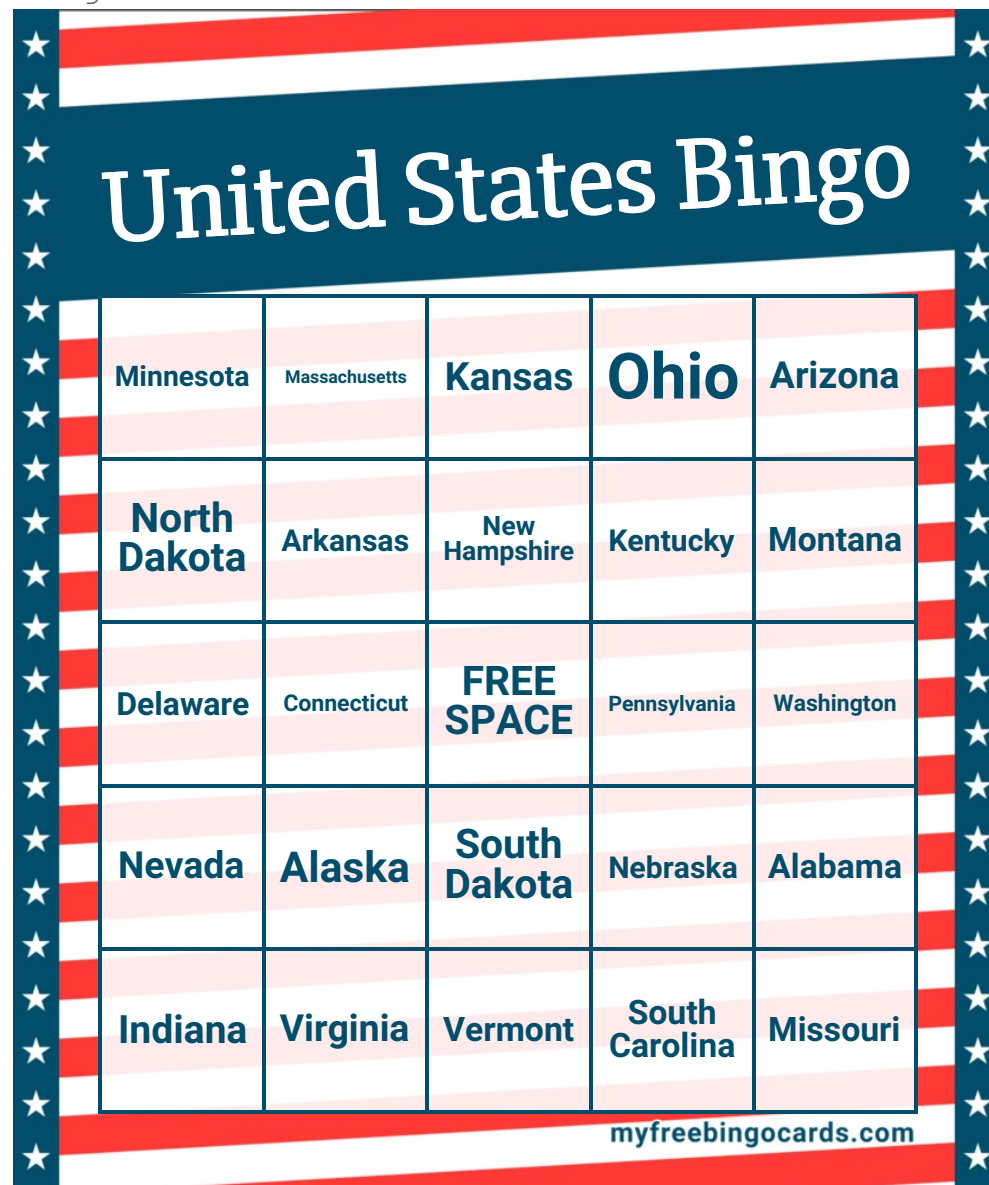 United States Bingo
Minnesota Massachusetts Kansas Ohio Arizona
North Dakota Arkansas New Hampshire Kentucky Montana
Delaware Connecticut FREE SPACE Pennsylvania Washington
Nevada Alaska South Dakota Nebraska Alabama
Indiana Virginia Vermont South Carolina Missouri
myfreebingocards.com